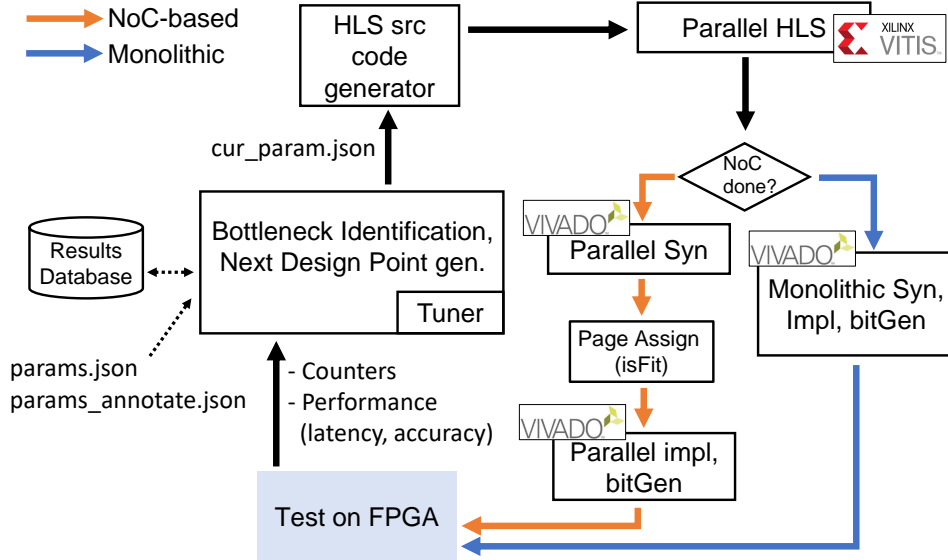 NoC-based
Monolithic
HLS src
code
generator
Parallel HLS
XILINX
VITIS
cur_param.json
NoC
done?
Results
Database
Bottleneck Identification,
Next Design Point gen.
Tuner
VIVADO
Parallel Syn
VIVADO
Monolithic Syn,
Impl, bitGen
Page Assign
(isFit)
params.json
params_annotate.json
- Counters
- Performance
(latency, accuracy)
VIVADO
Parallel impl,
bitGen
Test on FPGA